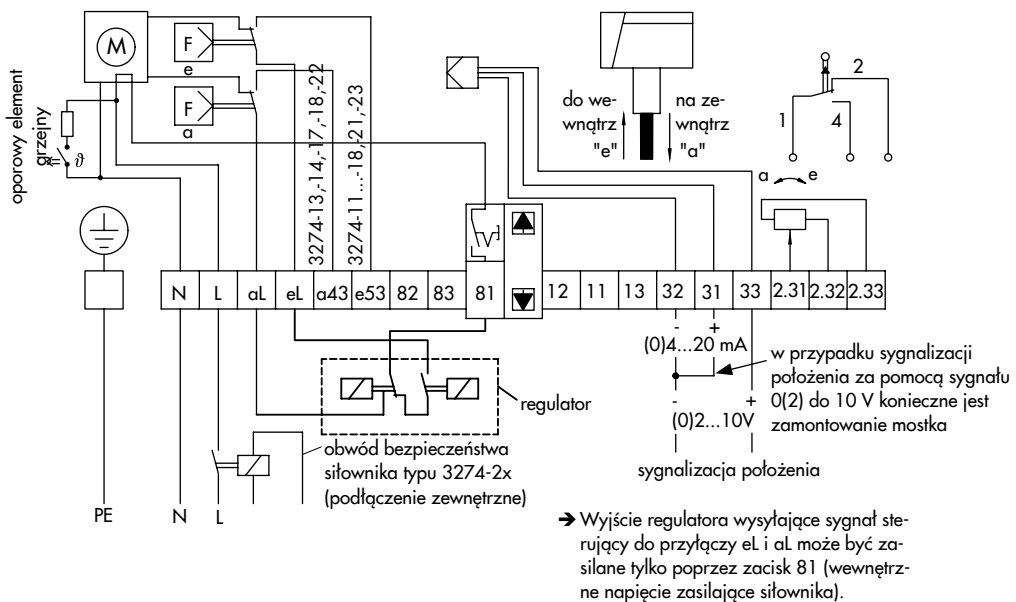 M
F
e
F
a
oporowy element
grzejny
ϑ
3274-13,-14,-17,-18,-22
3274-11...-18,-21,-23
do we-
wnątrz
"e"
na ze-
wnątrz
"a"
2
1
4
a
e
N
L
aL
eL
a43
e53
82
83
81
12
11
13
32
31
33
2.31
2.32
2.33
- +
(0)4...20 mA
- +
(0)2...10V
w przypadku sygnalizacji
położenia za pomocą sygnału
0(2) do 10 V konieczne jest
zamontowanie mostka
regulator
obwód bezpieczeństwa
siłownika typu 3274-2x
(podłączenie zewnętrzne)
sygnalizacja położenia
PE
N
L
➔ Wyjście regulatora wysyłające sygnał ste-
rujący do przyłączy eL i aL może być za-
silane tylko poprzez zacisk 81 (wewnętrz-
ne napięcie zasilające siłownika).